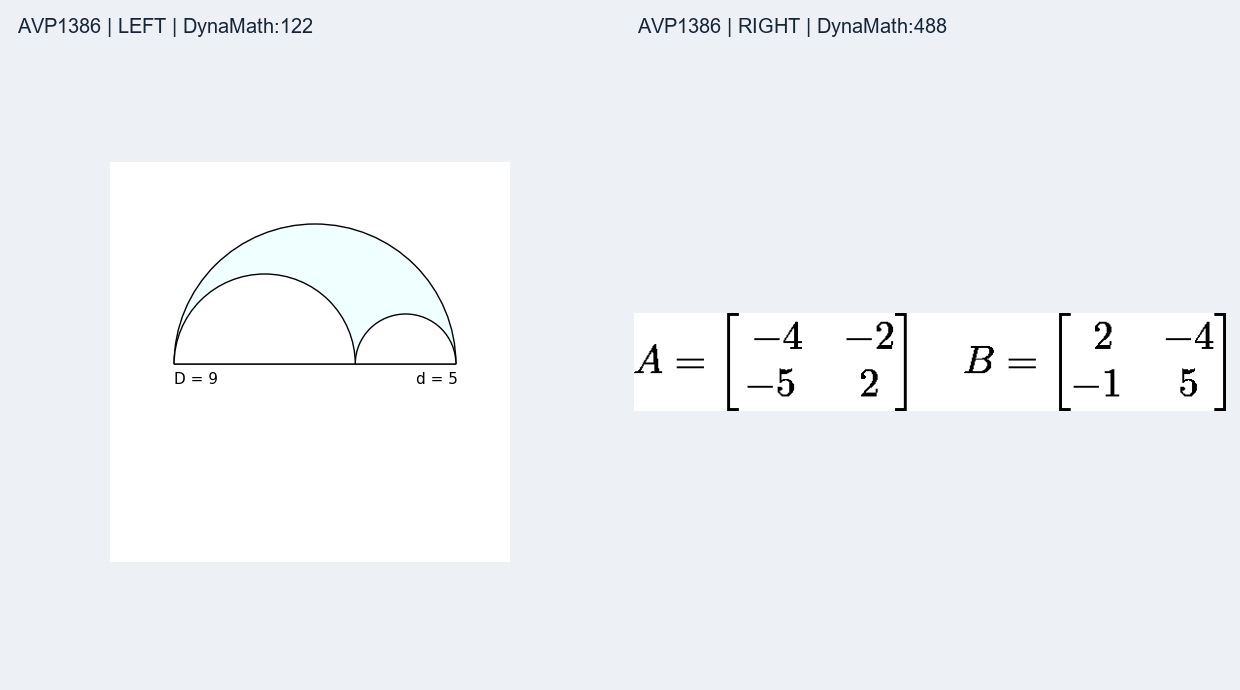 AVP1386 | LEFT | DynaMath:122
D = 9
d = 5
AVP1386 | RIGHT | DynaMath:488
A = [ -4 -2
-5 2 ]
B = [ 2 -4
-1 5 ]